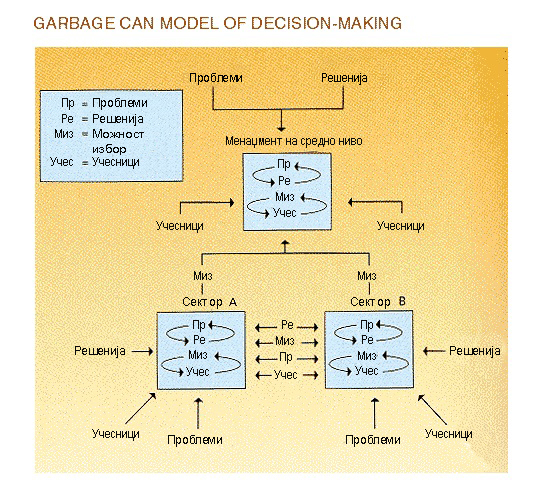 GARBAGE CAN MODEL OF DECISION-MAKING
Проблеми Решенија
Пр = Проблеми
Ре = Решенија
Миз = Можност
избор
Учес = Учесници
Менаџмент на средно ниво
Пр
Ре
Миз
Учес
Учесници Учесници
Миз Миз
Сектор A Сектор B
Пр Ре Пр
Ре Миз Ре
Миз Пр Миз
Учес Учес Учес
Решенија Решенија
Учесници Учесници
Проблеми Проблеми